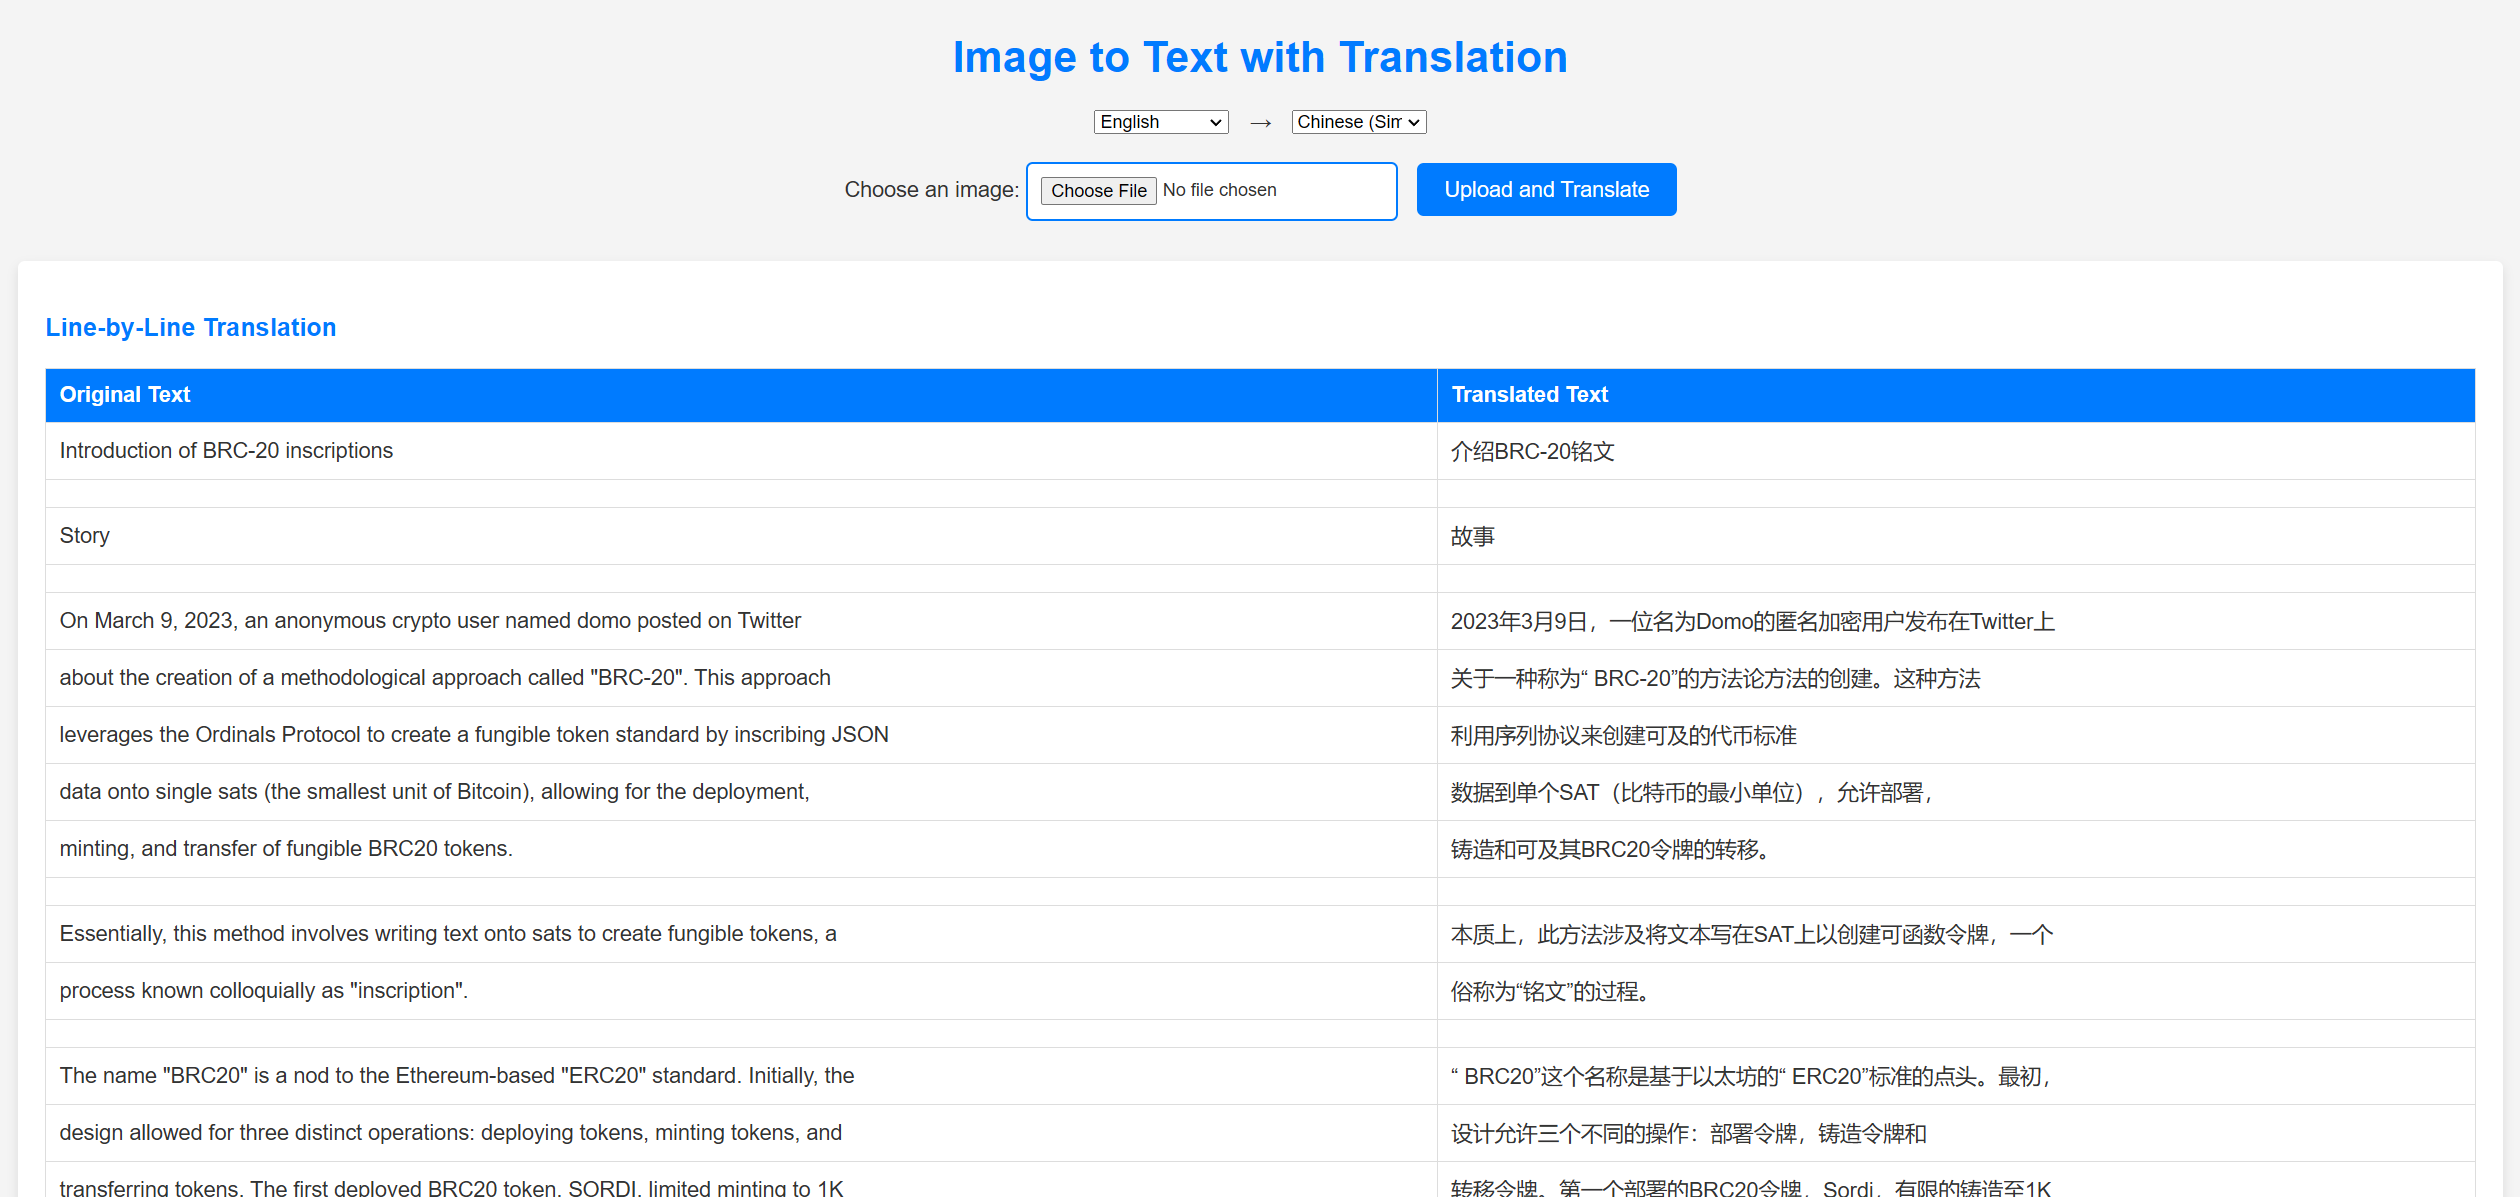 Image to Text with Translation
English → Chinese (Sim
Choose an image: Choose File No file chosen Upload and Translate
Line-by-Line Translation
Original Text Translated Text
Introduction of BRC-20 inscriptions 介绍BRC-20铭文
Story 故事
On March 9, 2023, an anonymous crypto user named domo posted on Twitter 2023年3月9日，一位名为Domo的匿名加密用户发布在Twitter上
about the creation of a methodological approach called "BRC-20". This approach 关于一种称为“ BRC-20”的方法论方法的创建。这种方法
leverages the Ordinals Protocol to create a fungible token standard by inscribing JSON 利用序列协议来创建可及的代币标准
data onto single sats (the smallest unit of Bitcoin), allowing for the deployment, 数据到单个SAT（比特币的最小单位），允许部署，
minting, and transfer of fungible BRC20 tokens. 铸造和可及其BRC20令牌的转移。
Essentially, this method involves writing text onto sats to create fungible tokens, a 本质上，此方法涉及将文本写在SAT上以创建可函数令牌，一个
process known colloquially as "inscription". 俗称为“铭文”的过程。
The name "BRC20" is a nod to the Ethereum-based "ERC20" standard. Initially, the “ BRC20”这个名称是基于以太坊的“ ERC20”标准的点头。最初，
design allowed for three distinct operations: deploying tokens, minting tokens, and 设计允许三个不同的操作：部署令牌，铸造令牌和
transferring tokens. The first deployed BRC20 token, SORDI, limited minting to 1K 转移令牌。第一个部署的BRC20令牌，Sordi，有限的铸造至1K